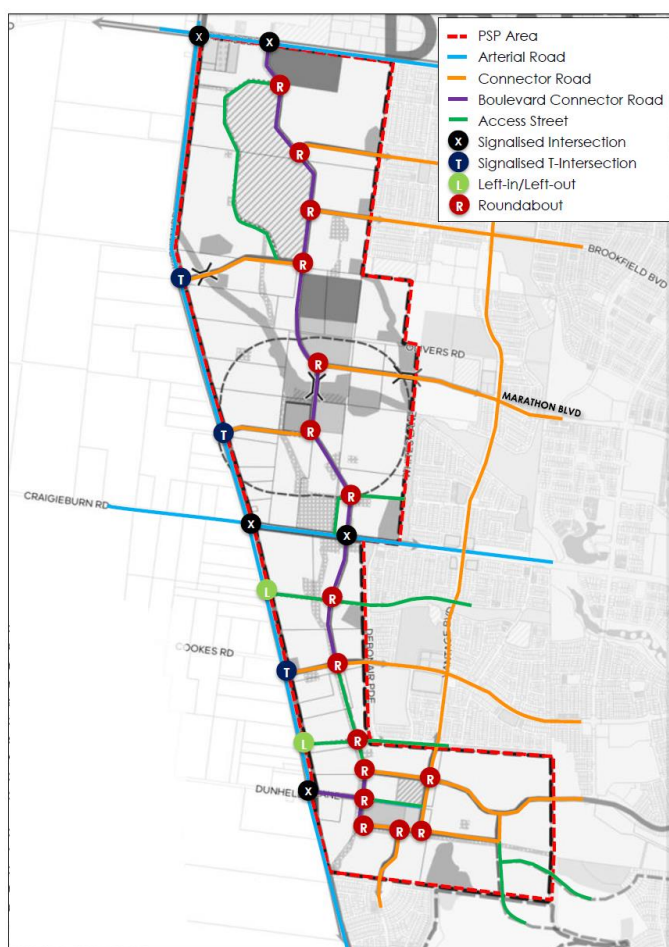 PSP Area
Arterial Road
Connector Road
Boulevard Connector Road
Access Street
X Signalised Intersection
T Signalised T-Intersection
L Left-in/Left-out
R Roundabout
X
X
R
R
R
BROOKFIELD BVD
R
T
R
MARATHON BLVD
T
R
R
CRAIGIEBURN RD
X
X
L
R
COOKES RD
T
R
L
R
R
R
X
R
R
R
R